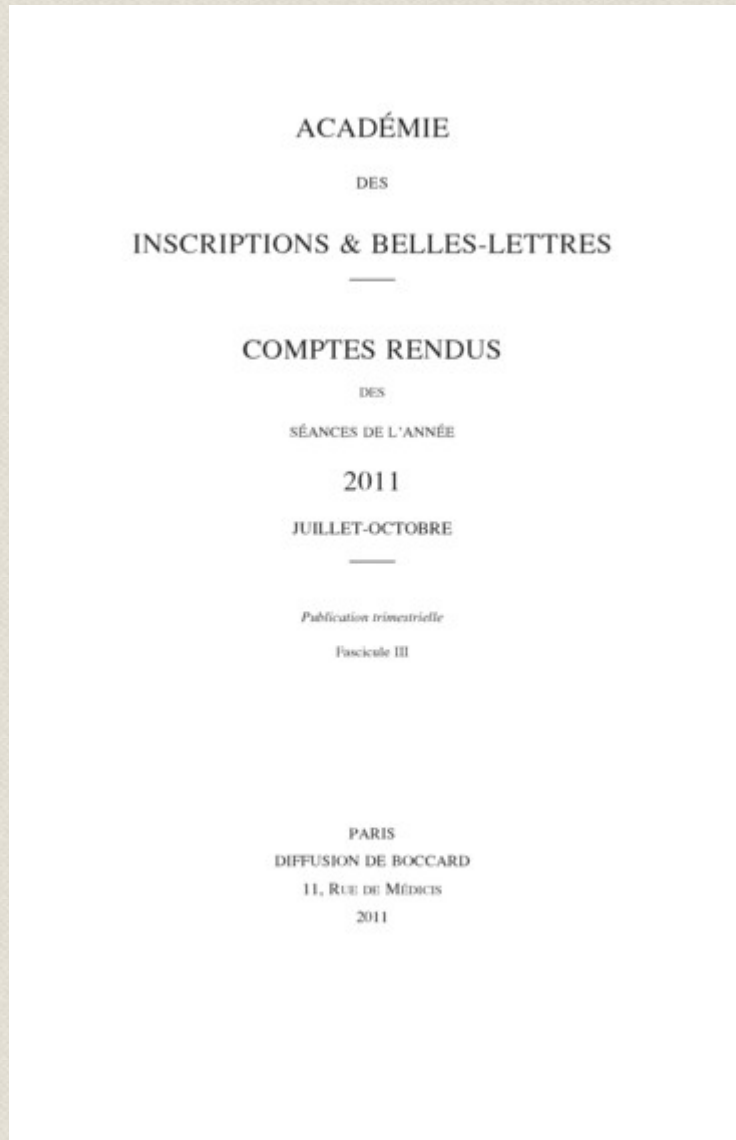 ACADÉMIE
DES
INSCRIPTIONS & BELLES-LETTRES
COMPTES RENDUS
DES
SÉANCES DE L'ANNÉE
2011
JUILLET-OCTOBRE
Publication trimestrielle
Fascicule III
PARIS
DIFFUSION DE BOCCARD
11, RUE DE MÉDICIS
2011